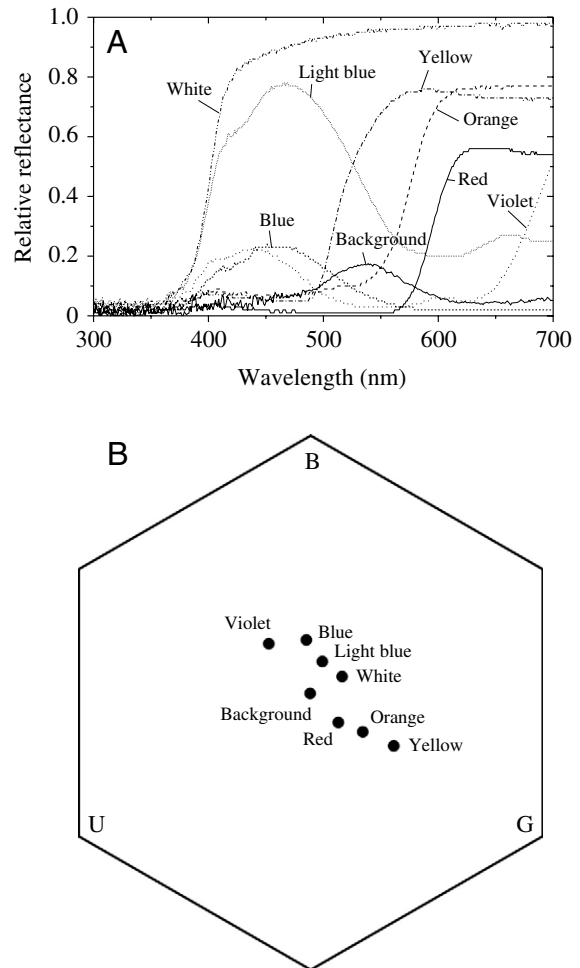 A
1.0
0.8
0.6
0.4
0.2
0
Relative reflectance
White
Light blue
Yellow
Orange
Red
Violet
Blue
Background
300
400
500
600
700
Wavelength (nm)
B
B
Violet
Blue
Light blue
White
Background
Orange
Red
Yellow
U
G